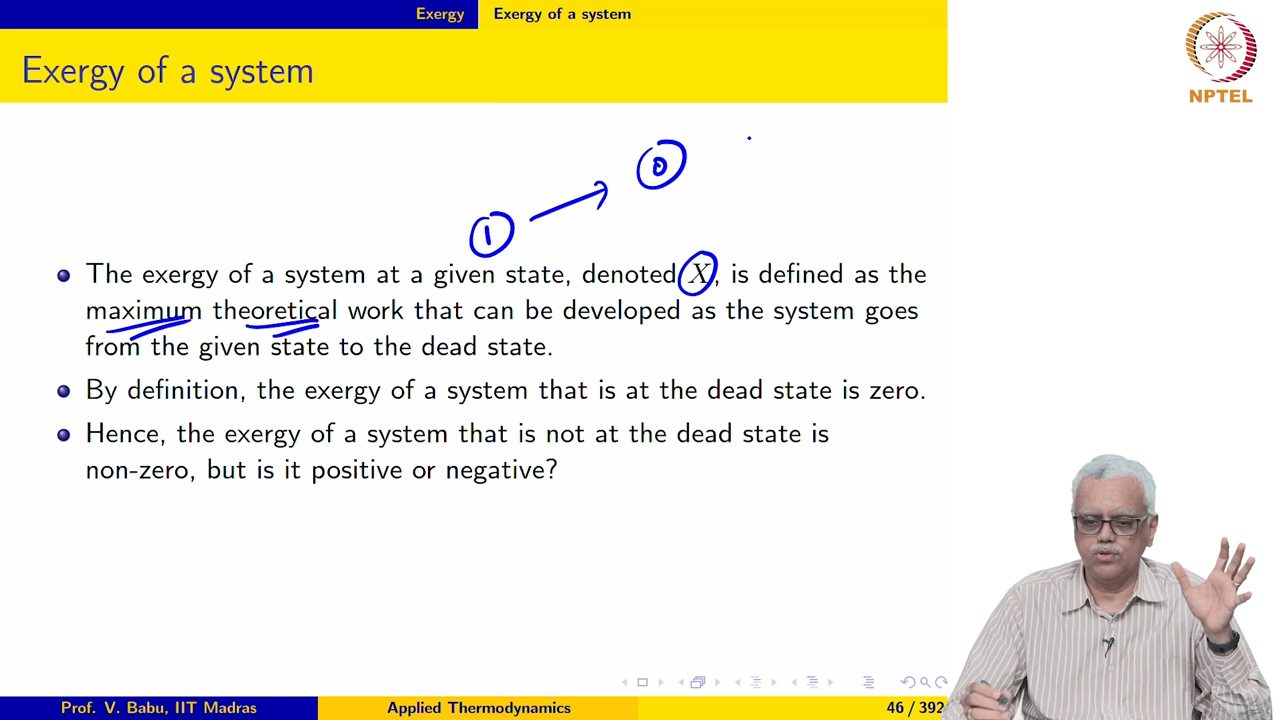 Exergy Exergy of a system
Exergy of a system
NPTEL
0
1
The exergy of a system at a given state, denoted X, is defined as the
maximum theoretical work that can be developed as the system goes
from the given state to the dead state.
By definition, the exergy of a system that is at the dead state is zero.
Hence, the exergy of a system that is not at the dead state is
non-zero, but is it positive or negative?
Prof. V. Babu, IIT Madras Applied Thermodynamics 46 / 392